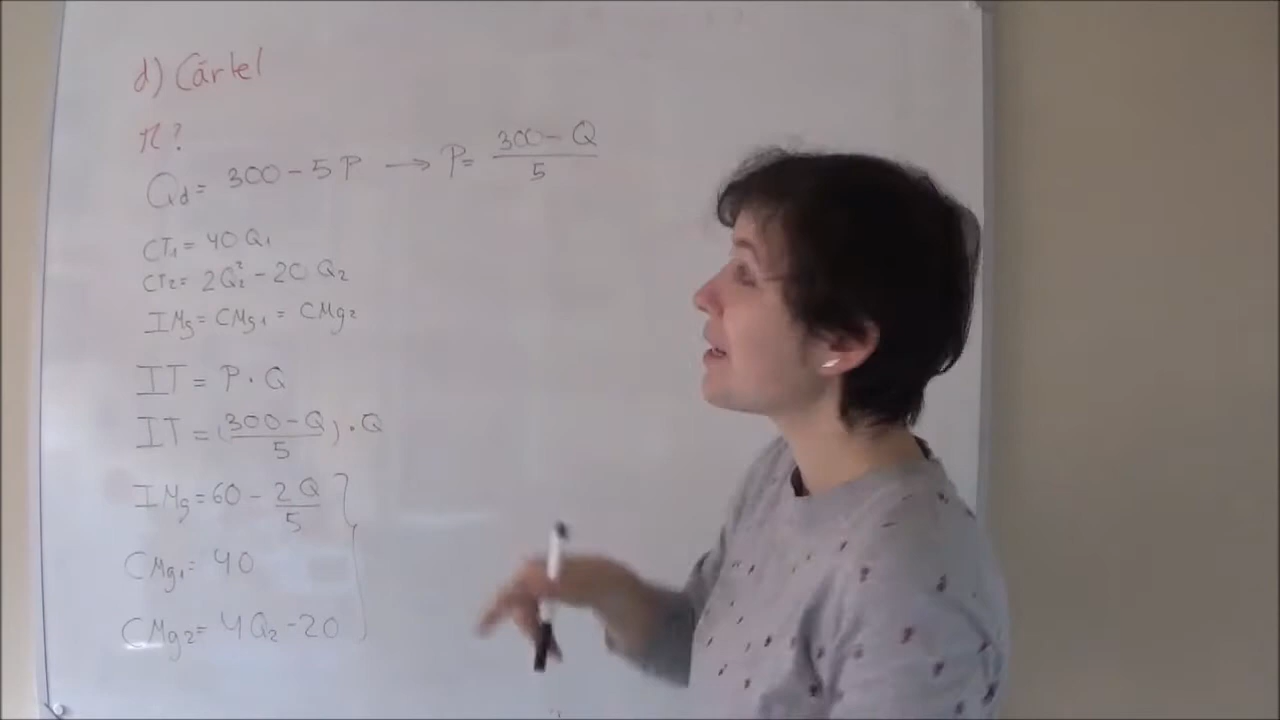 d) Cártel
π?
Qd = 300 - 5P → P = (300 - Q)/5
CT₁ = 40 Q₁
CT₂ = 2Q₂² - 20 Q₂
IMg = CMg₁ = CMg₂
IT = P · Q
IT = ((300 - Q)/5) · Q
IMg = 60 - 2Q/5
CMg₁ = 40
CMg₂ = 4Q₂ - 20